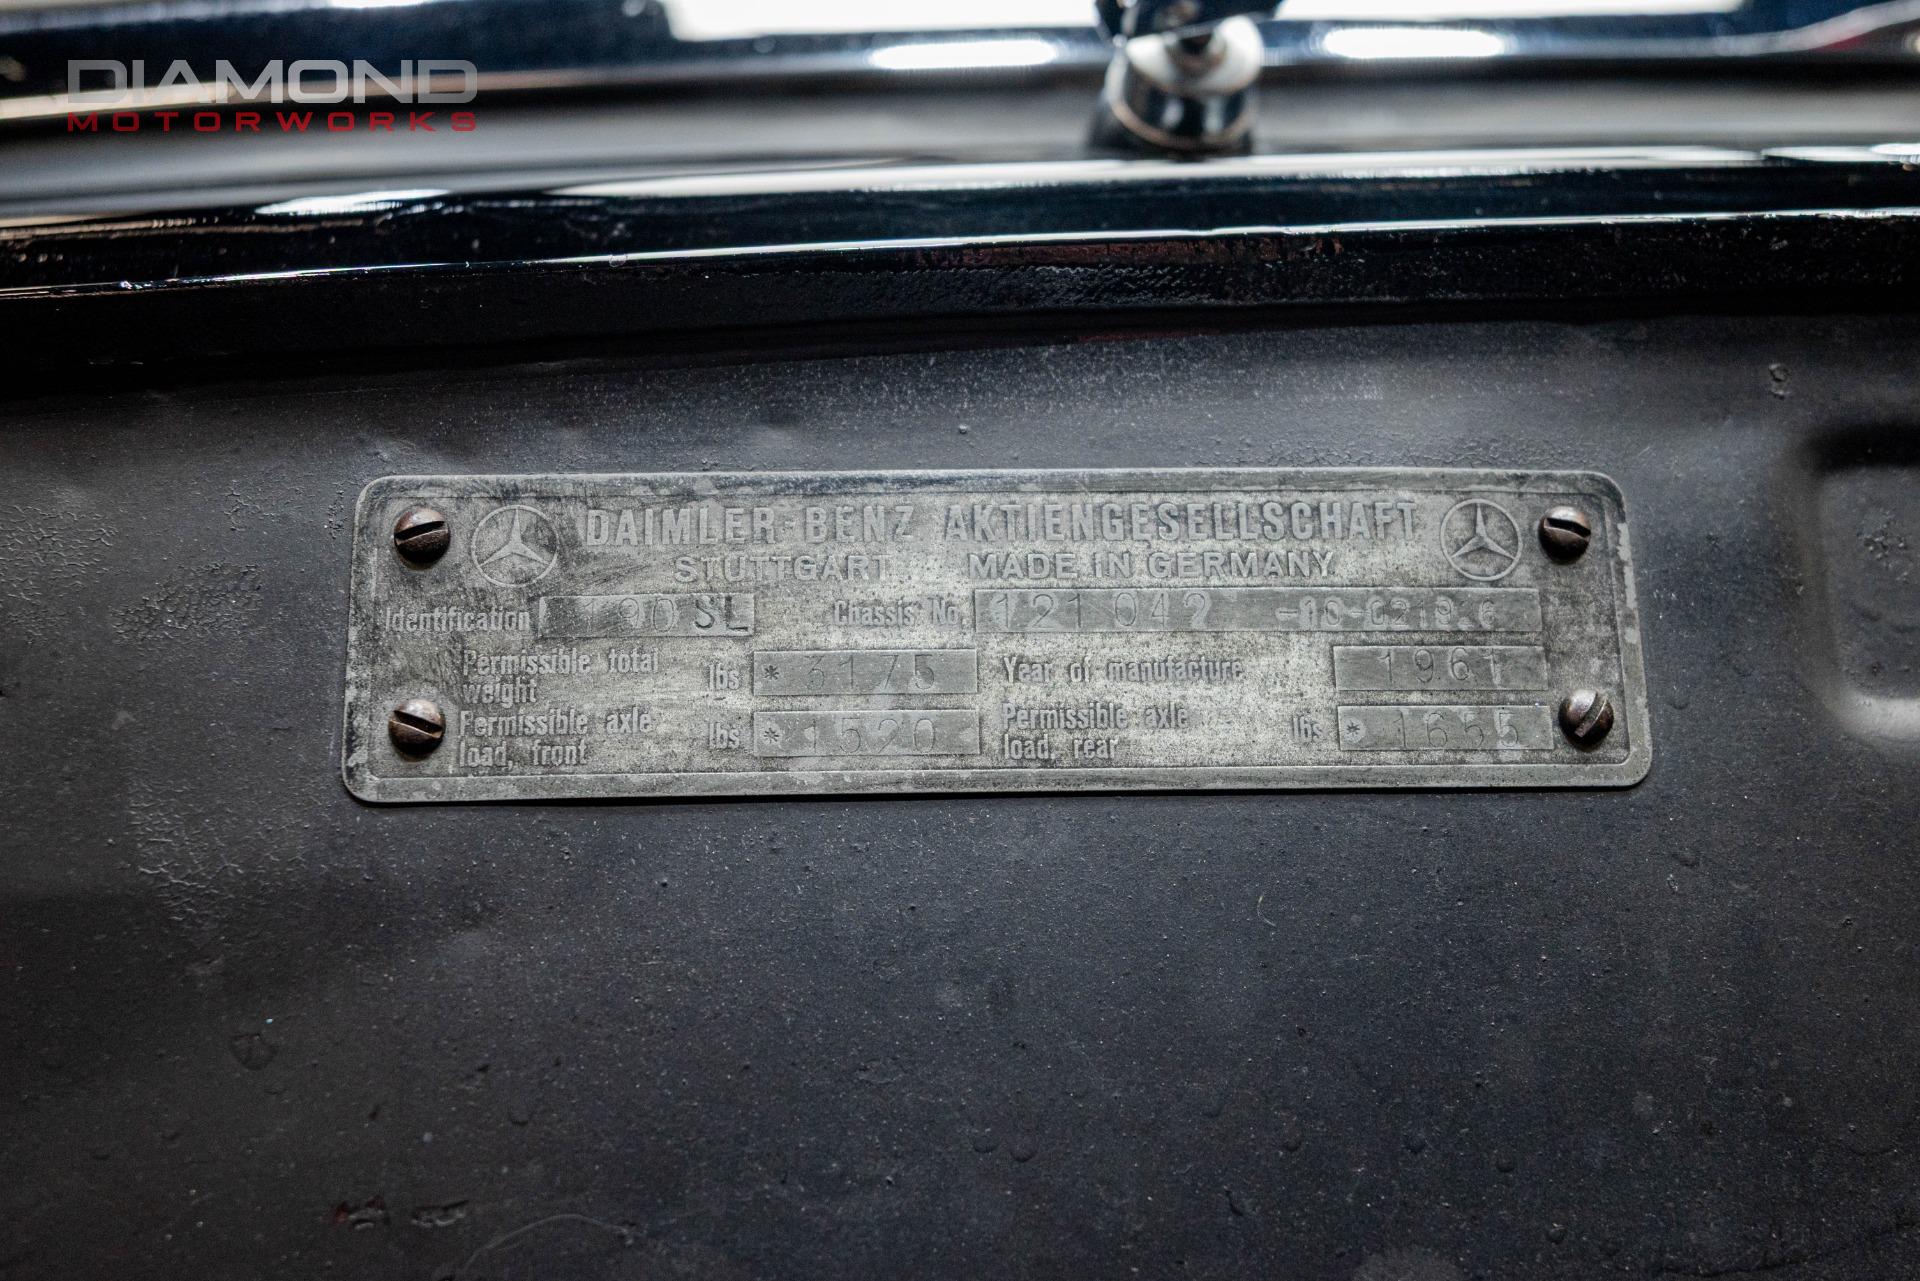 DIAMOND
MOTORWORKS
DAIMLER-BENZ AKTIENGESELLSCHAFT
STUTTGART MADE IN GERMANY
Identification 190 SL Chassis No. 121 042
Permissible total weight lbs * 3175 Year of manufacture 1961
Permissible axle load, front lbs * 1520 Permissible axle load, rear lbs * 1655